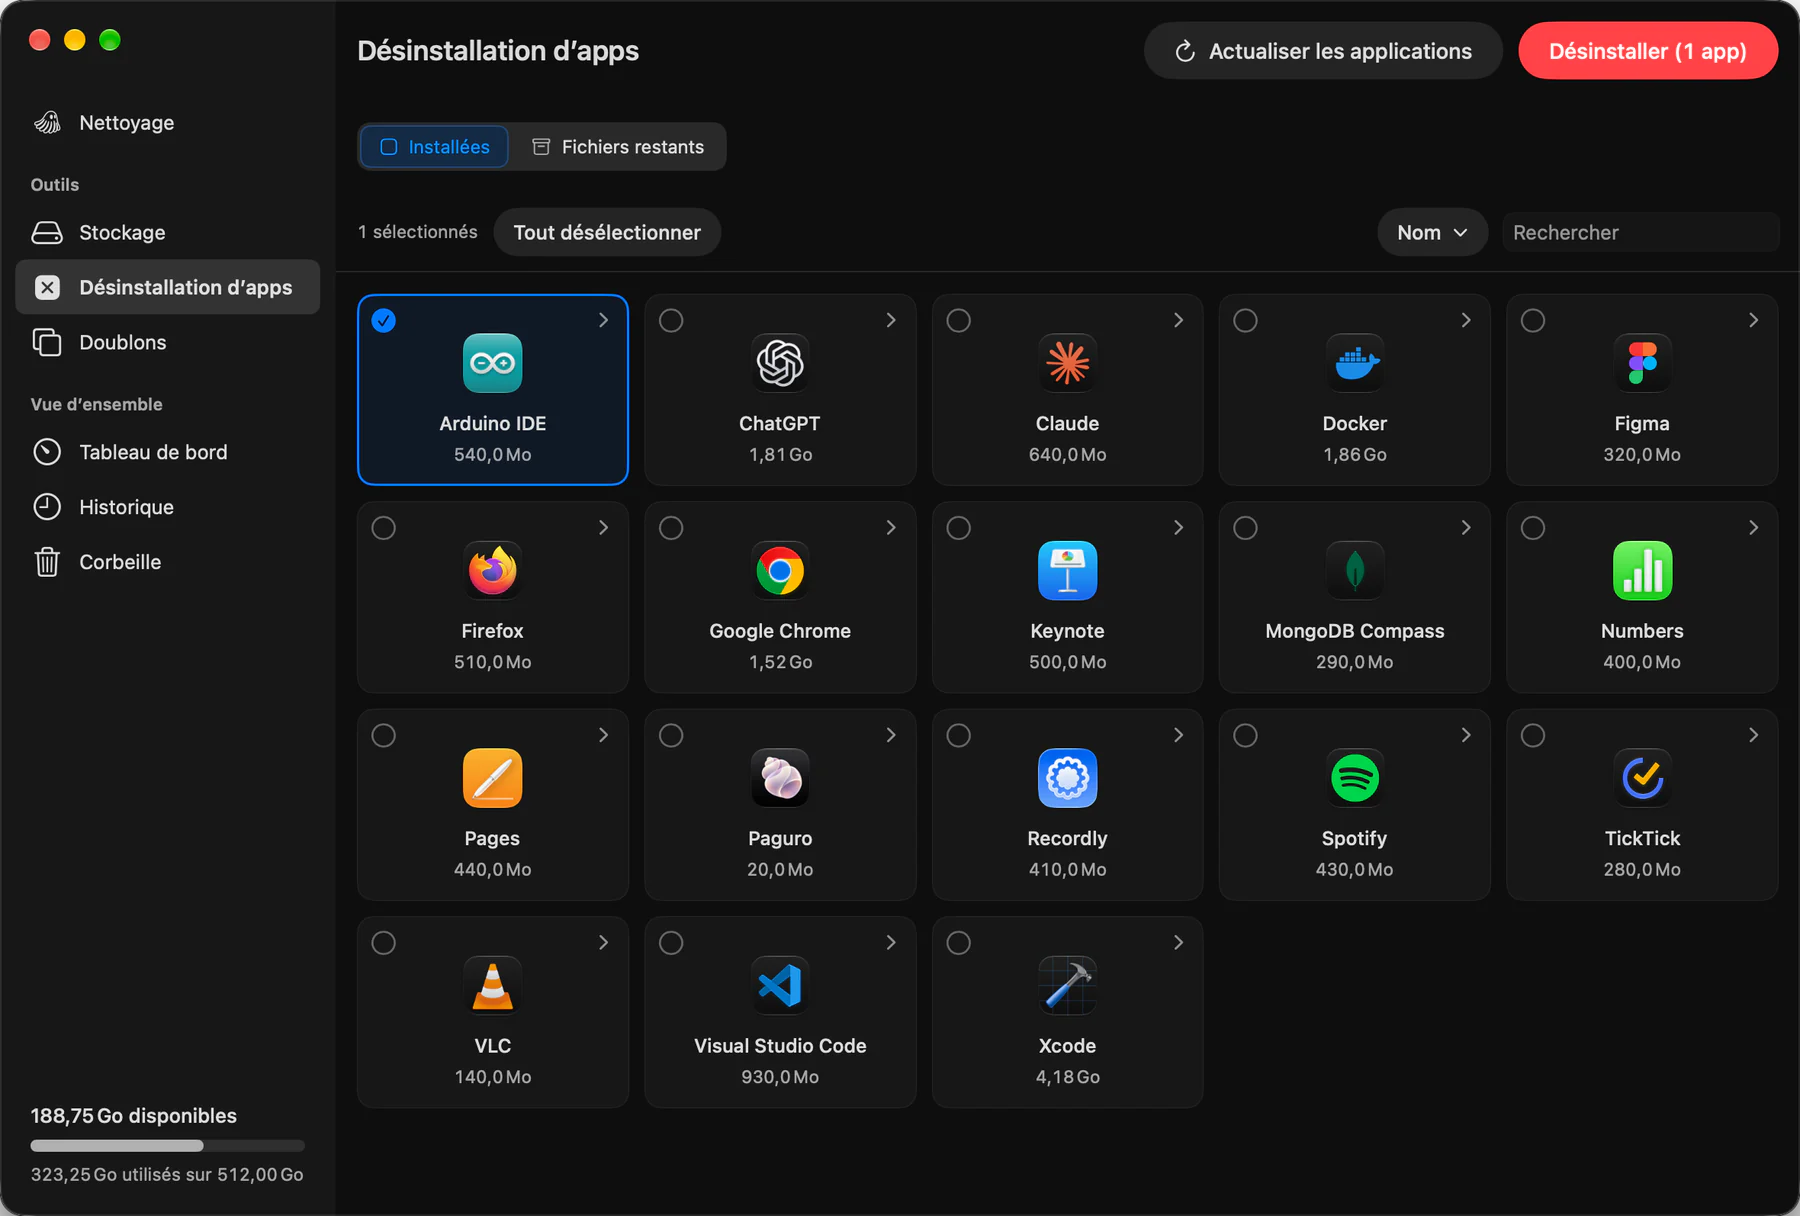 Désinstallation d’apps
Actualiser les applications
Désinstaller (1 app)
Nettoyage
Outils
Stockage
Désinstallation d’apps
Doublons
Vue d’ensemble
Tableau de bord
Historique
Corbeille
188,75 Go disponibles
323,25 Go utilisés sur 512,00 Go
Installées
Fichiers restants
1 sélectionnés
Tout désélectionner
Nom
Rechercher
Arduino IDE
540,0 Mo
ChatGPT
1,81 Go
Claude
640,0 Mo
Docker
1,86 Go
Figma
320,0 Mo
Firefox
510,0 Mo
Google Chrome
1,52 Go
Keynote
500,0 Mo
MongoDB Compass
290,0 Mo
Numbers
400,0 Mo
Pages
440,0 Mo
Paguro
20,0 Mo
Recordly
410,0 Mo
Spotify
430,0 Mo
TickTick
280,0 Mo
VLC
140,0 Mo
Visual Studio Code
930,0 Mo
Xcode
4,18 Go